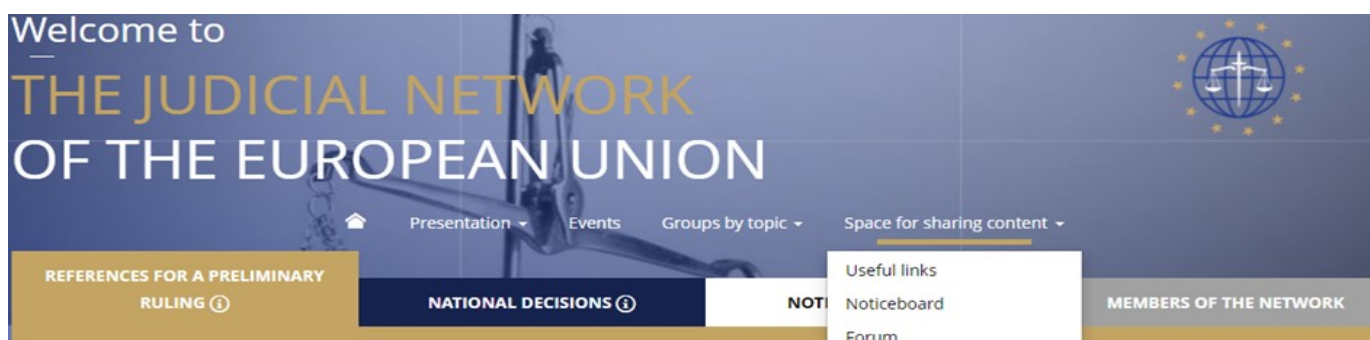 Welcome to
THE JUDICIAL NETWORK
OF THE EUROPEAN UNION
Presentation
Events
Groups by topic
Space for sharing content
REFERENCES FOR A PRELIMINARY
RULING
NATIONAL DECISIONS
Useful links
Noticeboard
Forum
MEMBERS OF THE NETWORK